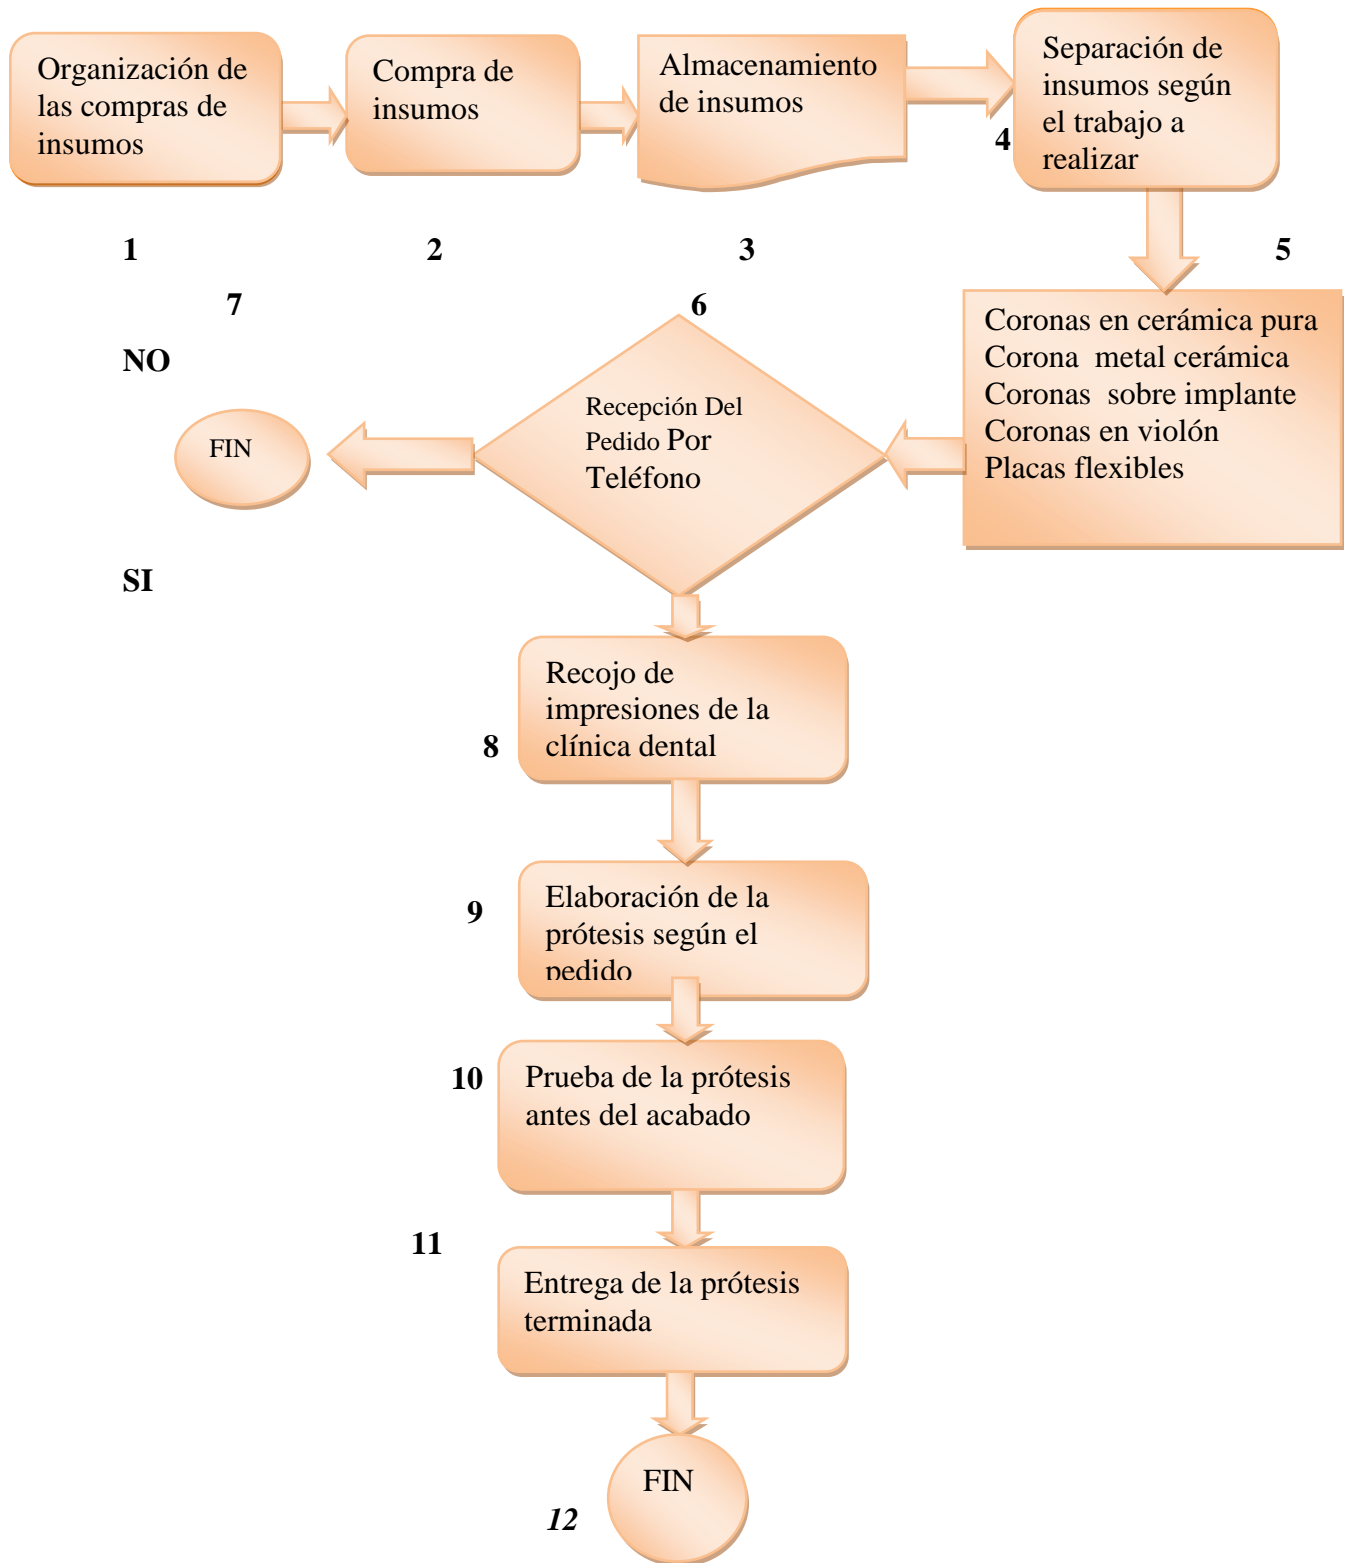 Organización de
las compras de
insumos
Compra de
insumos
Almacenamiento
de insumos
Separación de
insumos según
el trabajo a
realizar
4
1
2
3
5
7
6
NO
Coronas en cerámica pura
Corona metal cerámica
Coronas sobre implante
Coronas en violón
Placas flexibles
Recepción Del
Pedido Por
Teléfono
FIN
SI
Recojo de
impresiones de la
clínica dental
8
Elaboración de la
prótesis según el
pedido
9
10
Prueba de la prótesis
antes del acabado
11
Entrega de la prótesis
terminada
FIN
12